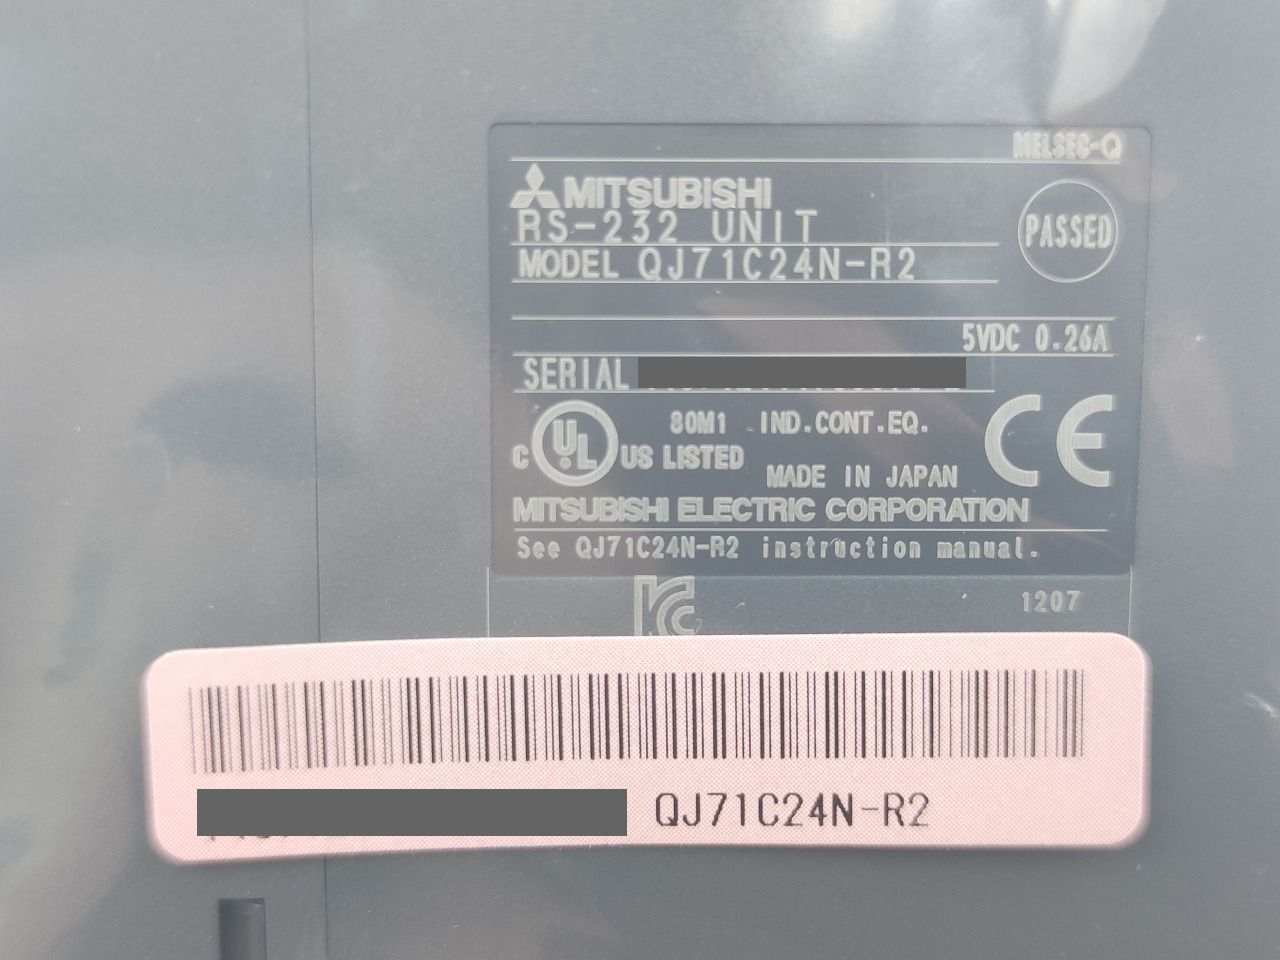 MELSEC-Q
MITSUBISHI
RS-232 UNIT
PASSED
MODEL QJ71C24N-R2
5VDC 0.26A
SERIAL
80M1 IND.CONT.EQ.
C UL US LISTED
CE
MADE IN JAPAN
MITSUBISHI ELECTRIC CORPORATION
See QJ71C24N-R2 instruction manual.
KC
1207
QJ71C24N-R2